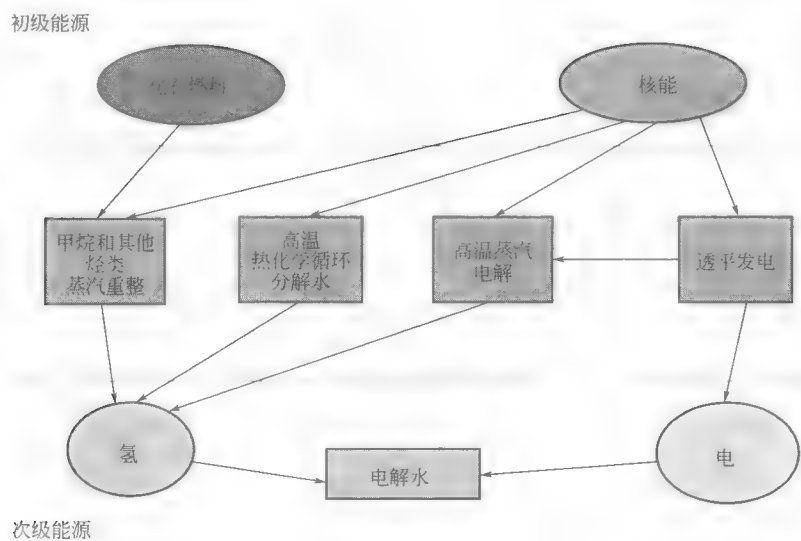 初级能源
核能
甲烷和其他
烃类
蒸汽重整
高温
热化学循环
分解水
高温蒸汽
电解
透平发电
氢
电解水
电
次级能源